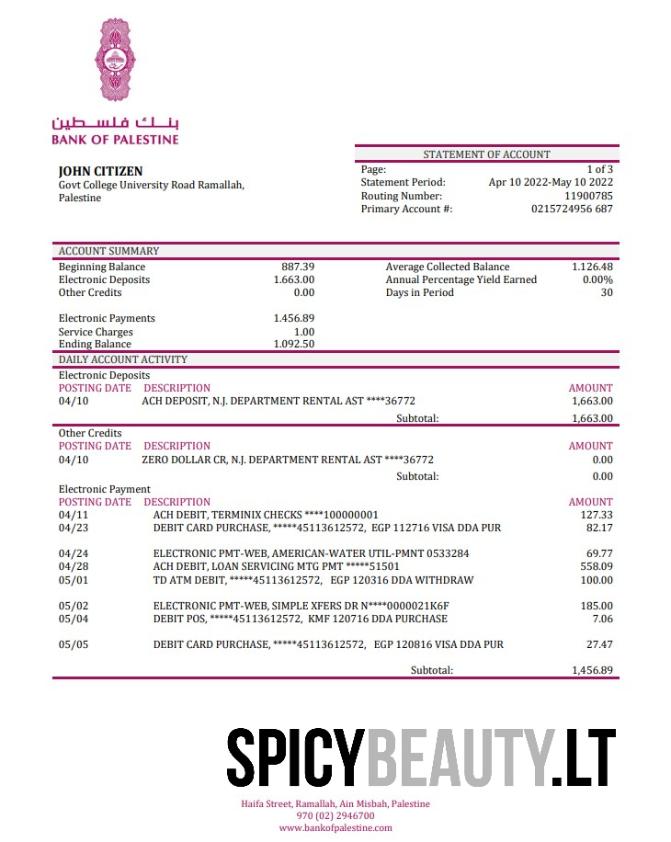 بنك فلسطين
BANK OF PALESTINE
STATEMENT OF ACCOUNT
JOHN CITIZEN
Govt College University Road Ramallah,
Palestine
Page: 1 of 3
Statement Period: Apr 10 2022-May 10 2022
Routing Number: 11900785
Primary Account #: 0215724956 687
ACCOUNT SUMMARY
Beginning Balance 887.39 Average Collected Balance 1.126.48
Electronic Deposits 1.663.00 Annual Percentage Yield Earned 0.00%
Other Credits 0.00 Days in Period 30
Electronic Payments 1.456.89
Service Charges 1.00
Ending Balance 1.092.50
DAILY ACCOUNT ACTIVITY
Electronic Deposits
POSTING DATE DESCRIPTION AMOUNT
04/10 ACH DEPOSIT, N.J. DEPARTMENT RENTAL AST ****36772 1,663.00
Subtotal: 1,663.00
Other Credits
POSTING DATE DESCRIPTION AMOUNT
04/10 ZERO DOLLAR CR, N.J. DEPARTMENT RENTAL AST ****36772 0.00
Subtotal: 0.00
Electronic Payment
POSTING DATE DESCRIPTION AMOUNT
04/11 ACH DEBIT, TERMINIX CHECKS ****100000001 127.33
04/23 DEBIT CARD PURCHASE, *****45113612572, EGP 112716 VISA DDA PUR 82.17
04/24 ELECTRONIC PMT-WEB, AMERICAN-WATER UTIL-PMNT 0533284 69.77
04/28 ACH DEBIT, LOAN SERVICING MTG PMT *****51501 558.09
05/01 TD ATM DEBIT, *****45113612572, EGP 120316 DDA WITHDRAW 100.00
05/02 ELECTRONIC PMT-WEB, SIMPLE XFERS DR N****0000021K6F 185.00
05/04 DEBIT POS, *****45113612572, KMF 120716 DDA PURCHASE 7.06
05/05 DEBIT CARD PURCHASE, *****45113612572, EGP 120816 VISA DDA PUR 27.47
Subtotal: 1,456.89
SPICYBEAUTY.LT
Haifa Street, Ramallah, Ain Misbah, Palestine
970 (02) 2946700
www.bankofpalestine.com